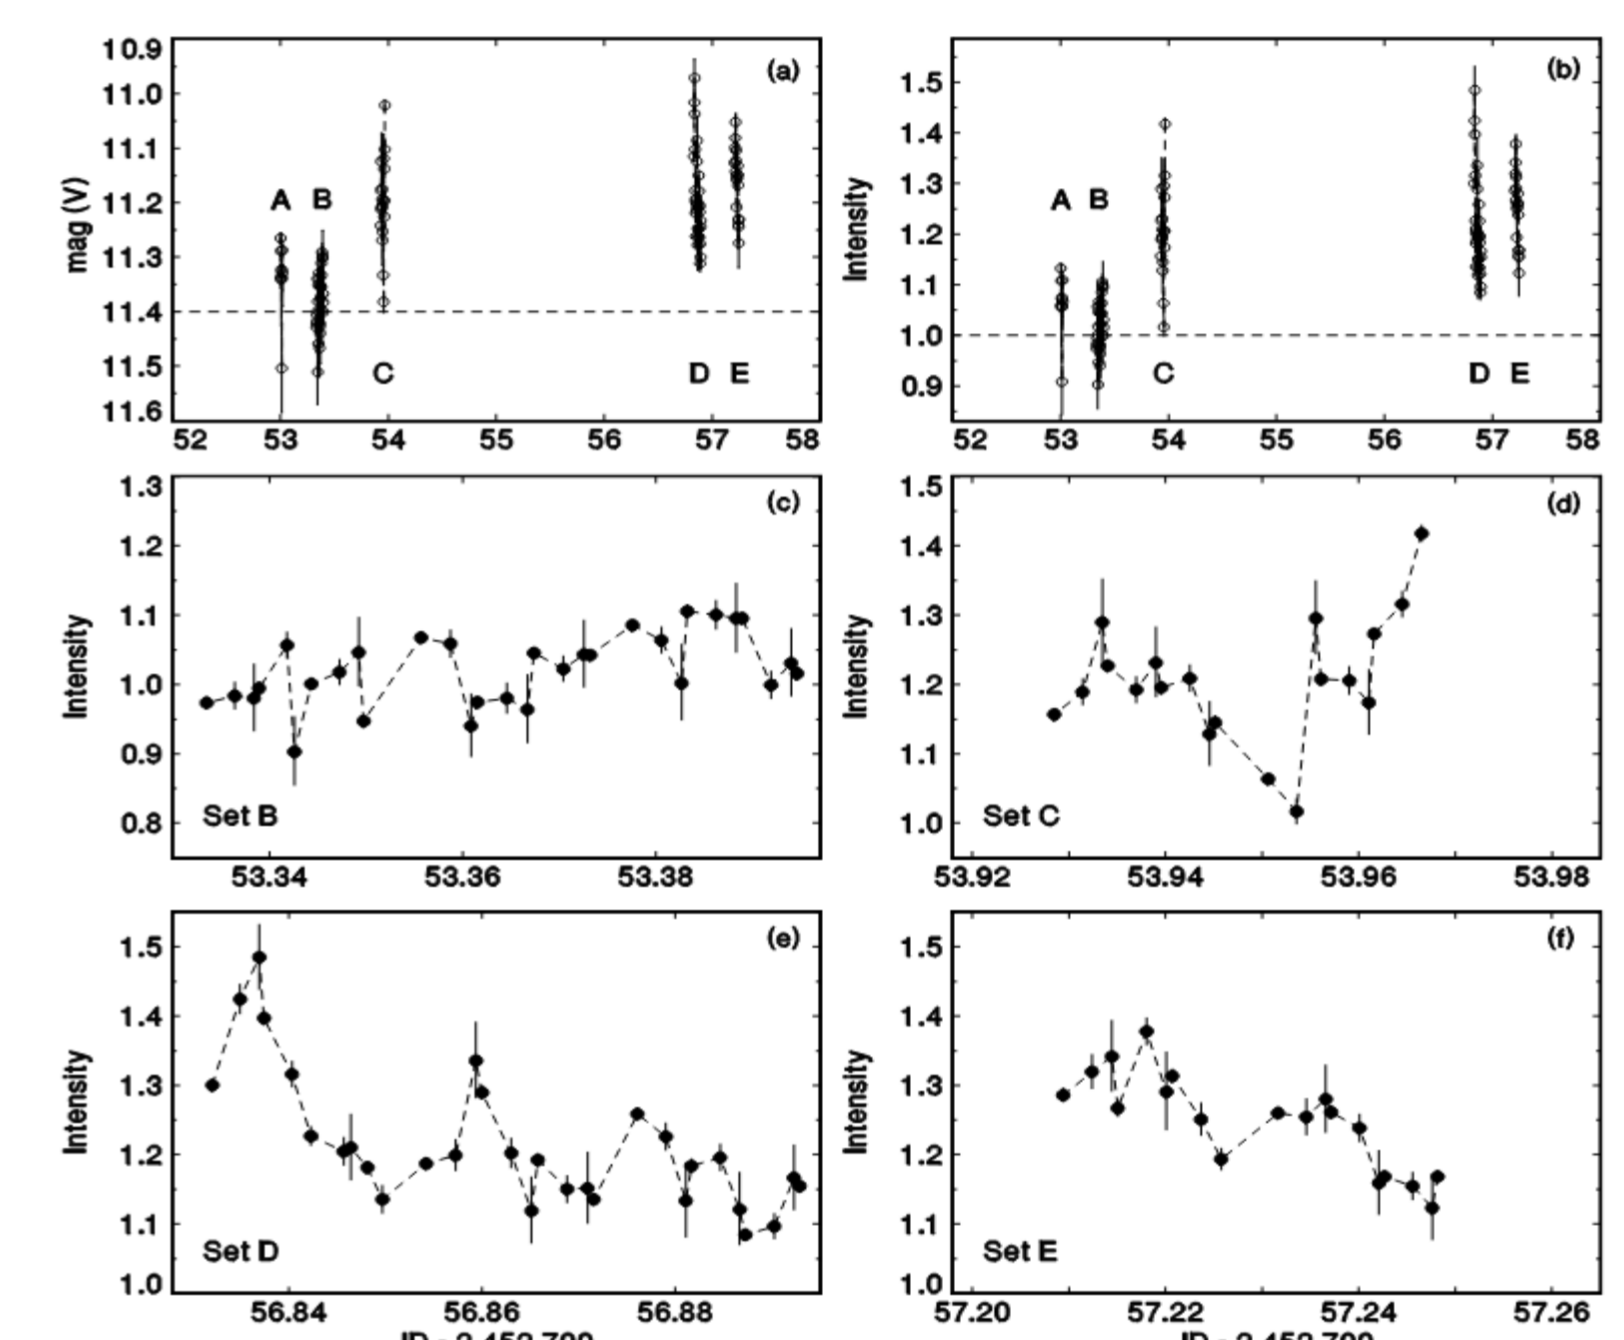 10.9
11.0
11.1
11.2
11.3
11.4
11.5
11.6
mag (V)
(a)
A B
C D E
52 53 54 55 56 57 58
1.5
1.4
1.3
1.2
1.1
1.0
0.9
Intensity
(b)
A B
C D E
52 53 54 55 56 57 58
1.3
1.2
1.1
1.0
0.9
0.8
Intensity
(c)
Set B
53.34 53.36 53.38
1.5
1.4
1.3
1.2
1.1
1.0
Intensity
(d)
Set C
53.92 53.94 53.96 53.98
1.5
1.4
1.3
1.2
1.1
1.0
Intensity
(e)
Set D
56.84 56.86 56.88
1.5
1.4
1.3
1.2
1.1
1.0
Intensity
(f)
Set E
57.20 57.22 57.24 57.26